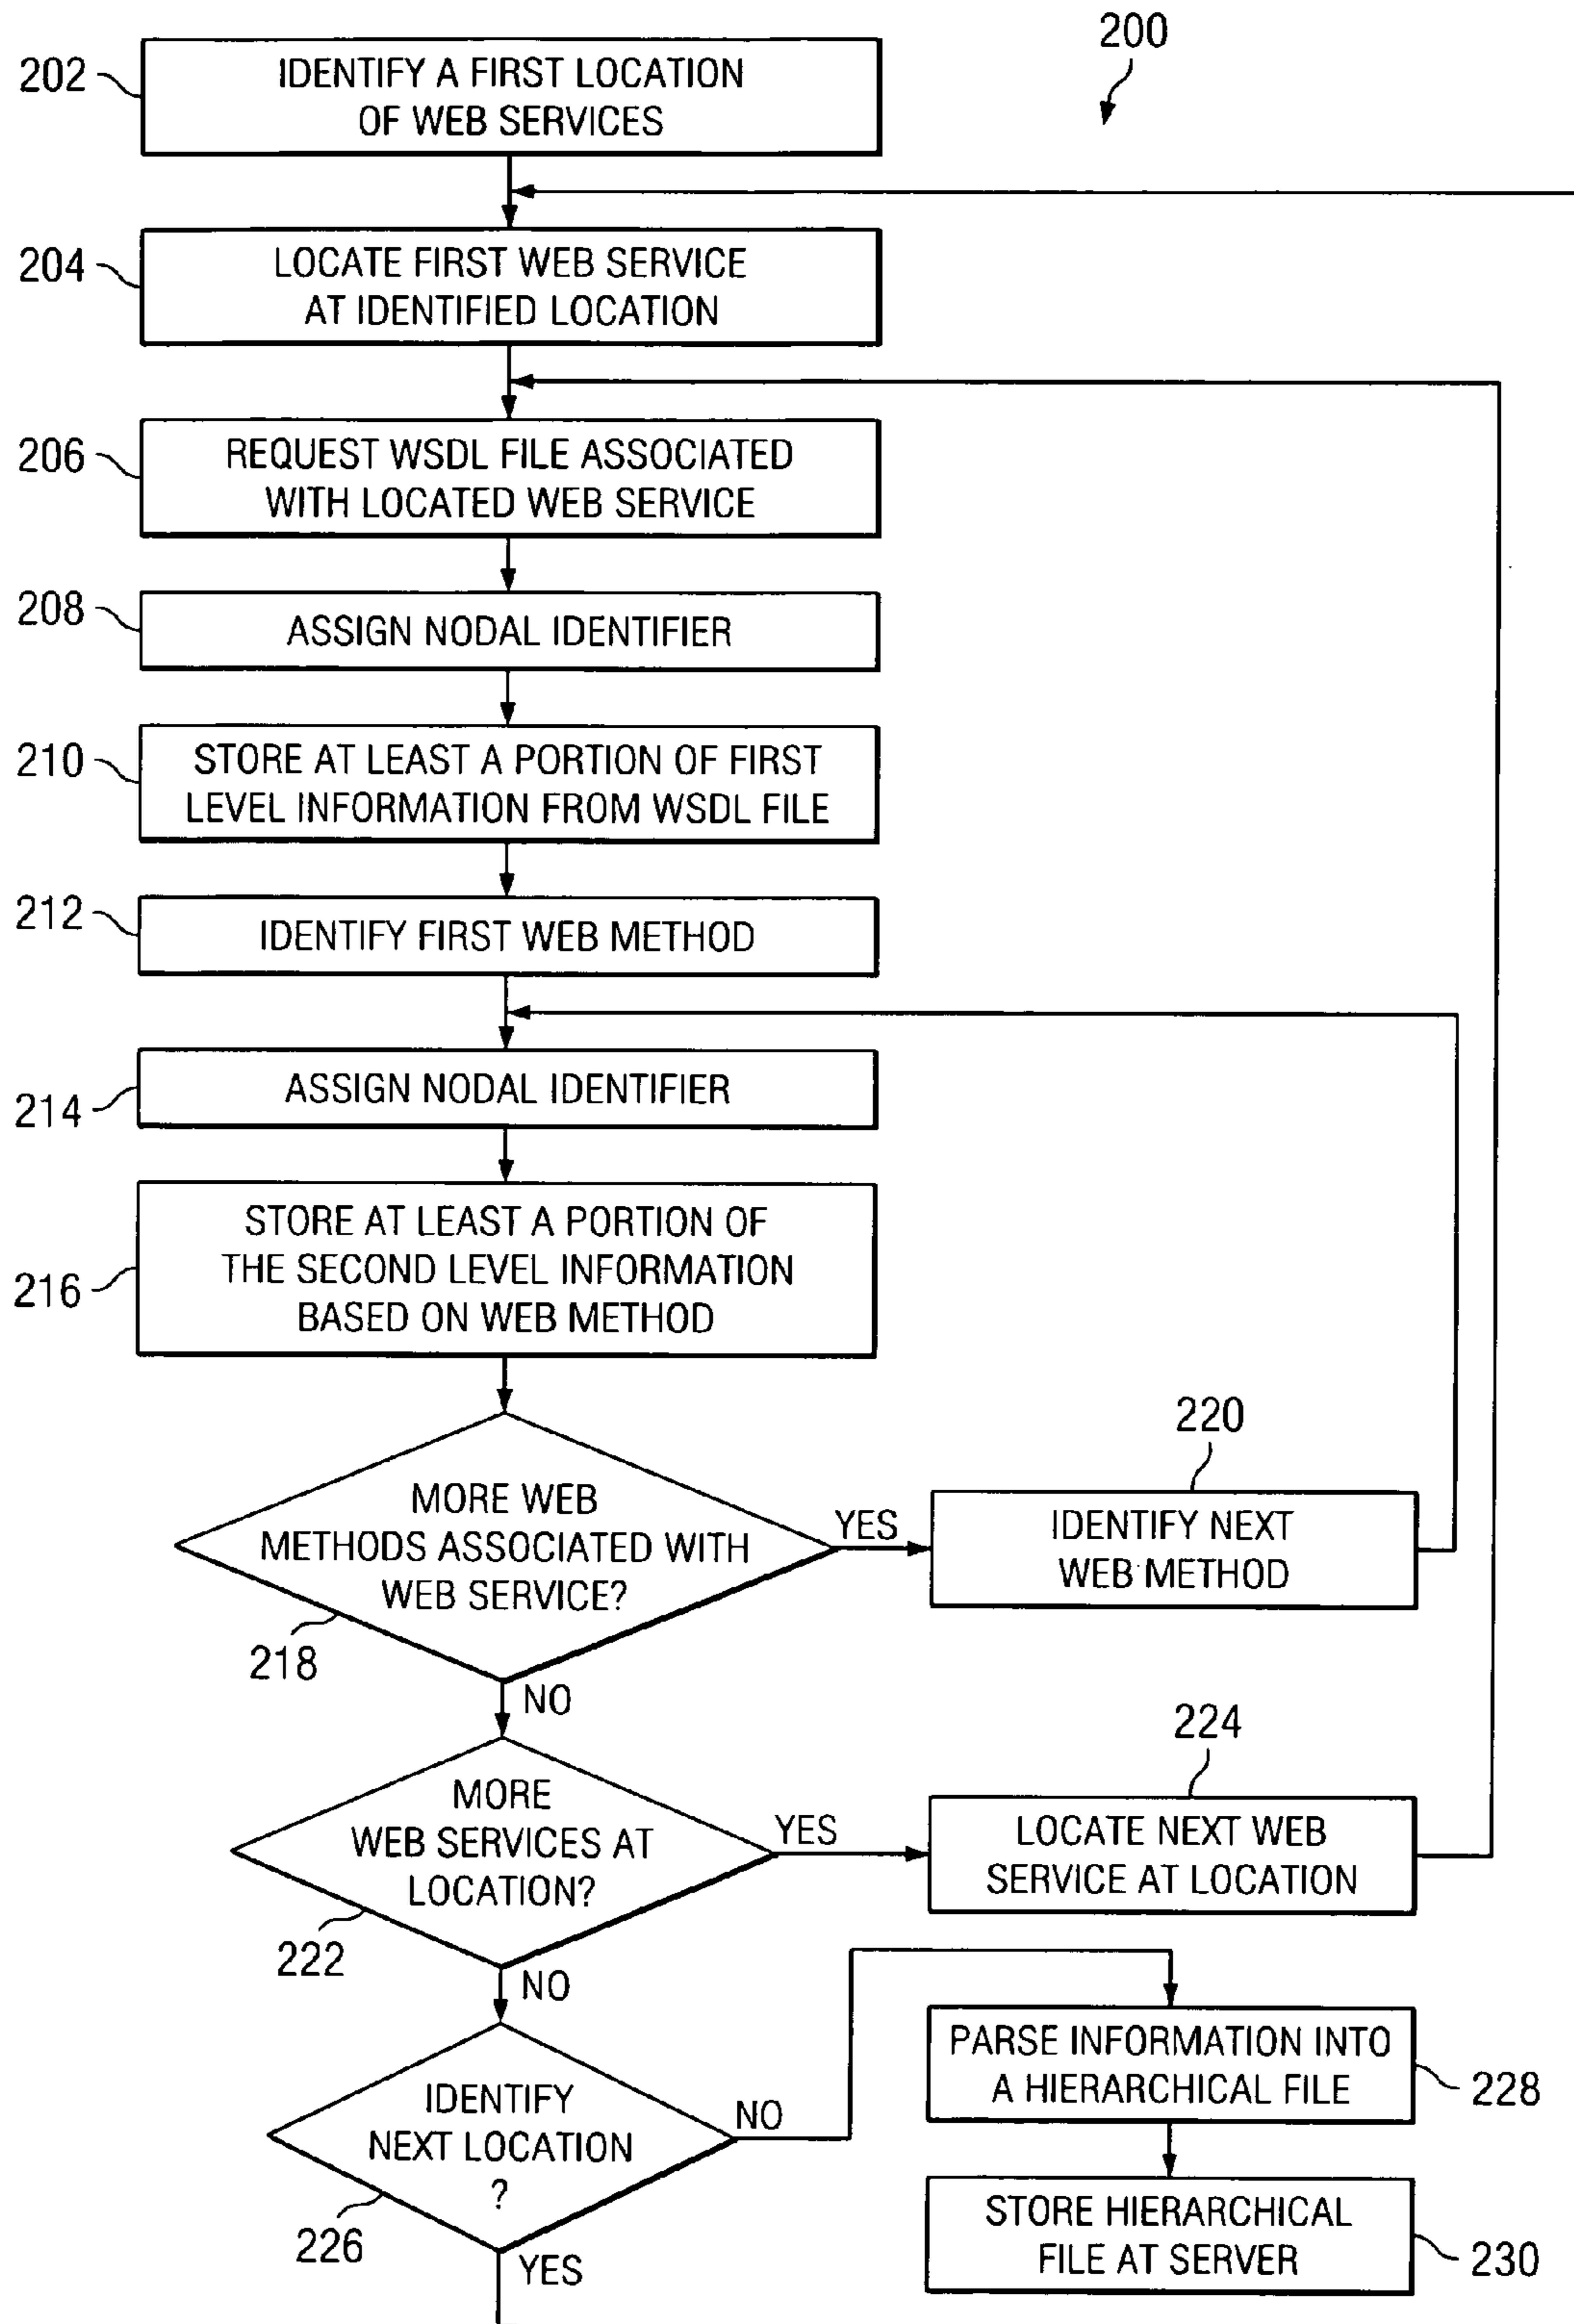 200
202
IDENTIFY A FIRST LOCATION
OF WEB SERVICES
204
LOCATE FIRST WEB SERVICE
AT IDENTIFIED LOCATION
206
REQUEST WSDL FILE ASSOCIATED
WITH LOCATED WEB SERVICE
208
ASSIGN NODAL IDENTIFIER
210
STORE AT LEAST A PORTION OF FIRST
LEVEL INFORMATION FROM WSDL FILE
212
IDENTIFY FIRST WEB METHOD
214
ASSIGN NODAL IDENTIFIER
216
STORE AT LEAST A PORTION OF
THE SECOND LEVEL INFORMATION
BASED ON WEB METHOD
MORE WEB
METHODS ASSOCIATED WITH
WEB SERVICE?
218
YES
220
IDENTIFY NEXT
WEB METHOD
NO
MORE
WEB SERVICES AT
LOCATION?
222
YES
224
LOCATE NEXT WEB
SERVICE AT LOCATION
NO
IDENTIFY
NEXT LOCATION
?
226
NO
PARSE INFORMATION INTO
A HIERARCHICAL FILE
228
STORE HIERARCHICAL
FILE AT SERVER
230
YES